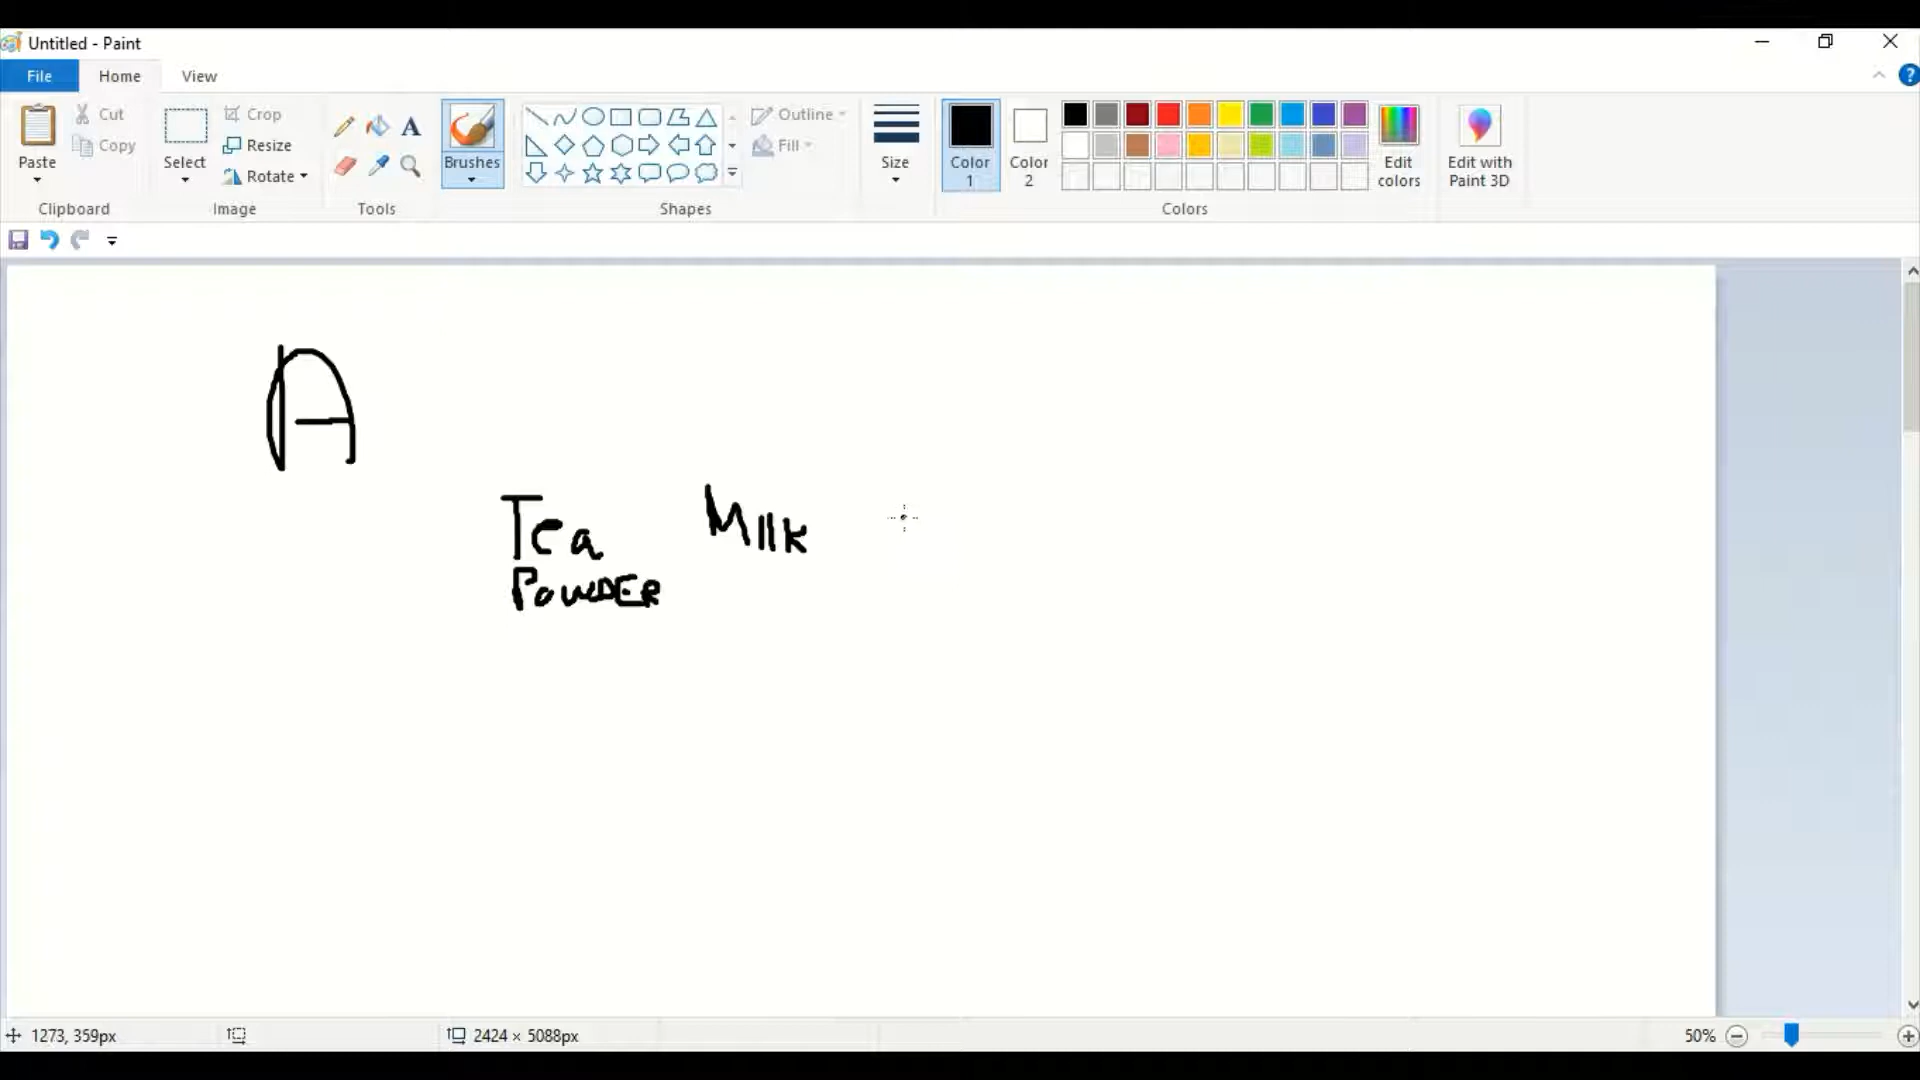 Untitled - Paint
File Home View
Paste
Cut
Copy
Clipboard
Select
Crop
Resize
Rotate
Image
A
Tools
Brushes
Shapes
Outline
Fill
Size
Color 1
Color 2
Colors
Edit colors
Edit with Paint 3D
?
A
Tea Milk
POWDER
1273, 359px
2424 × 5088px
50%